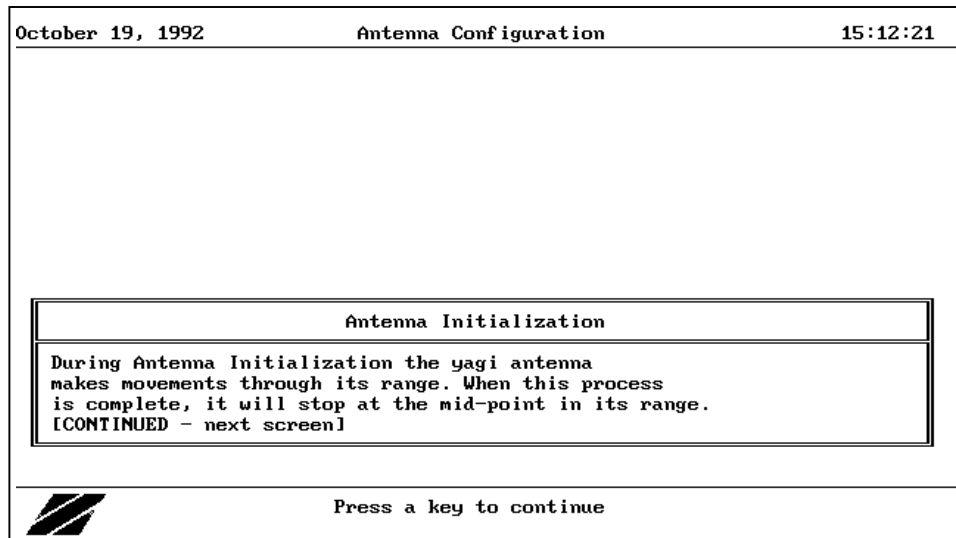 October 19, 1992 Antenna Configuration 15:12:21
Antenna Initialization
During Antenna Initialization the yagi antenna
makes movements through its range. When this process
is complete, it will stop at the mid-point in its range.
[CONTINUED - next screen]
Press a key to continue